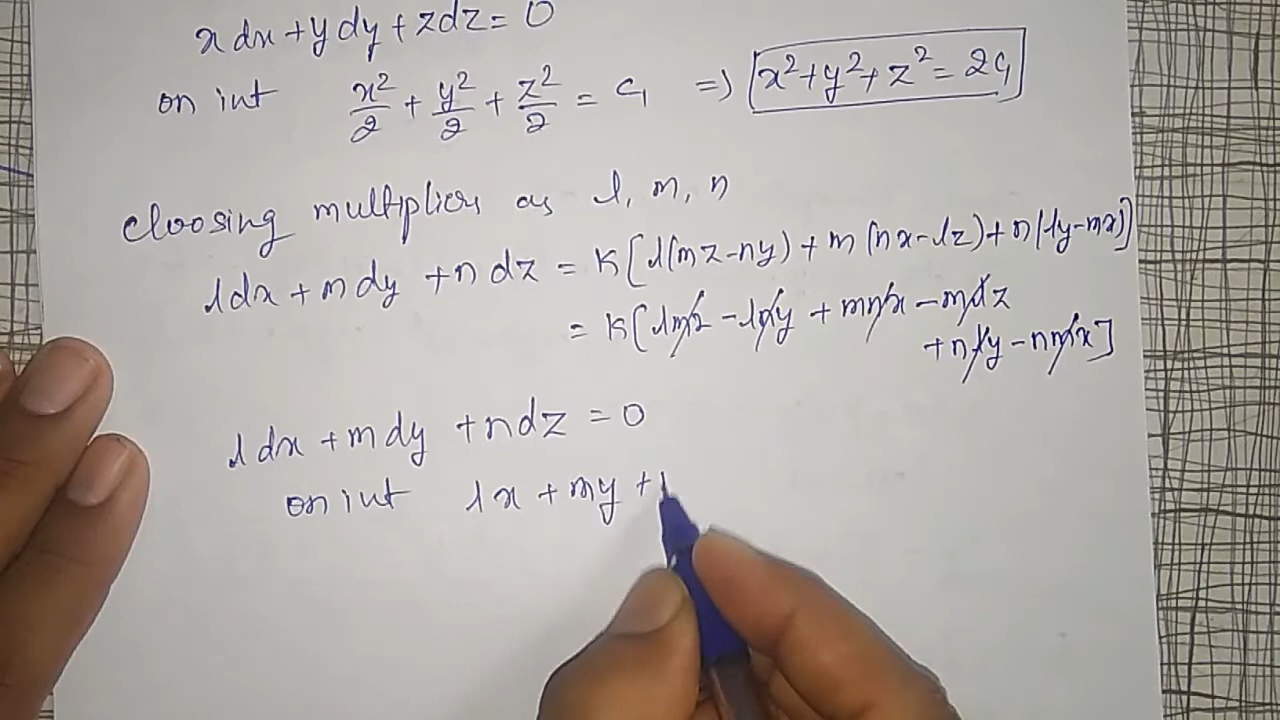 x dx + y dy + z dz = 0
on int x²/2 + y²/2 + z²/2 = C₁ => x² + y² + z² = 2C₁
choosing multipliers as l, m, n
l dx + m dy + n dz = K[l(mz - ny) + m(nx - lz) + n(ly - mx)]
= K[lmz - lny + mnx - mlz
+ nly - nmx]
l dx + m dy + n dz = 0
on int lx + my +